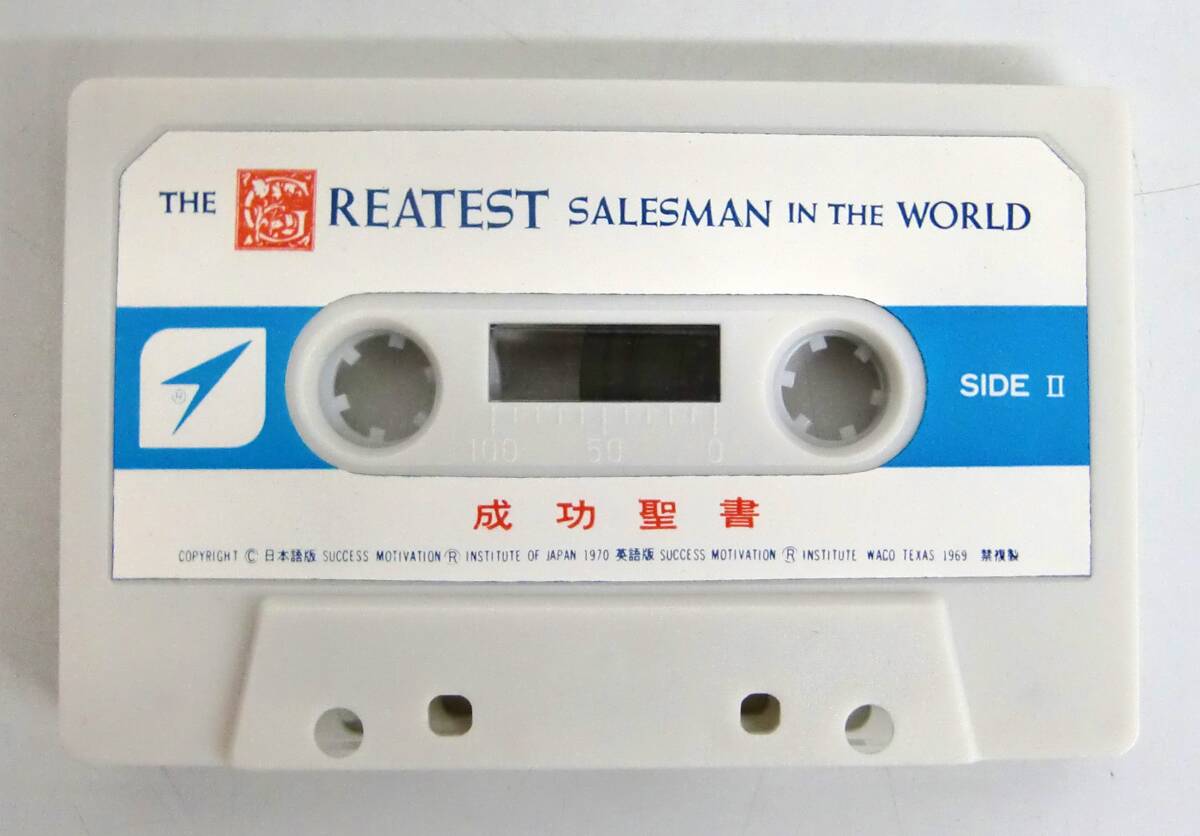 THE GREATEST SALESMAN IN THE WORLD
SIDE II
100 50 0
成功聖書
COPYRIGHT Ⓒ 日本語版 SUCCESS MOTIVATION Ⓡ INSTITUTE OF JAPAN 1970 英語版 SUCCESS MOTIVATION Ⓡ INSTITUTE WACO TEXAS 1969 禁複製